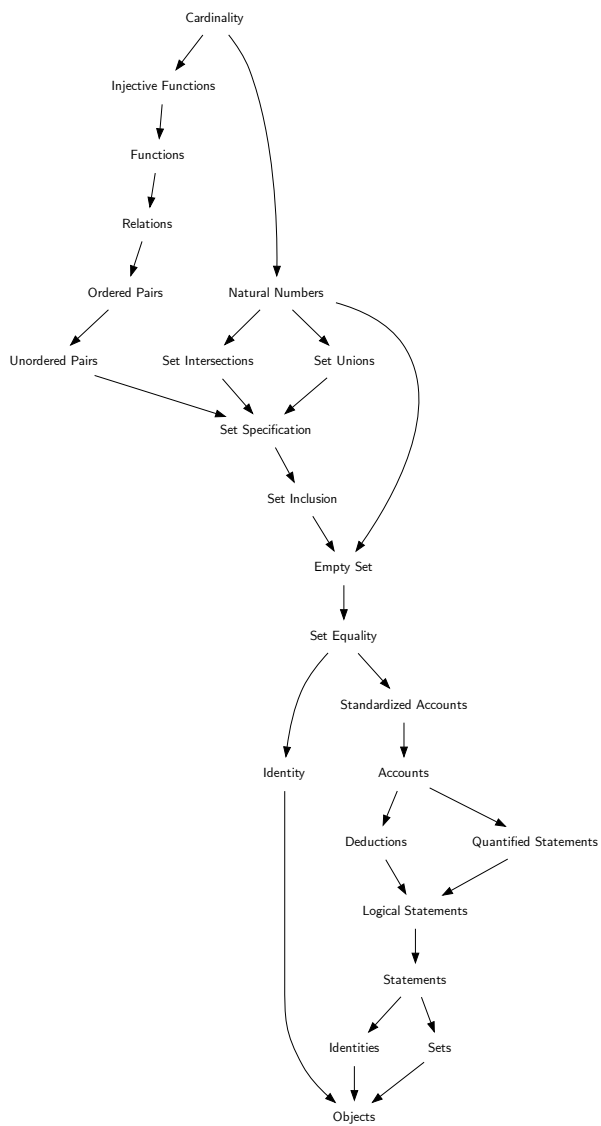 Cardinality
Injective Functions
Functions
Relations
Ordered Pairs
Natural Numbers
Unordered Pairs
Set Intersections
Set Unions
Set Specification
Set Inclusion
Empty Set
Set Equality
Standardized Accounts
Identity
Accounts
Deductions
Quantified Statements
Logical Statements
Statements
Identities
Sets
Objects